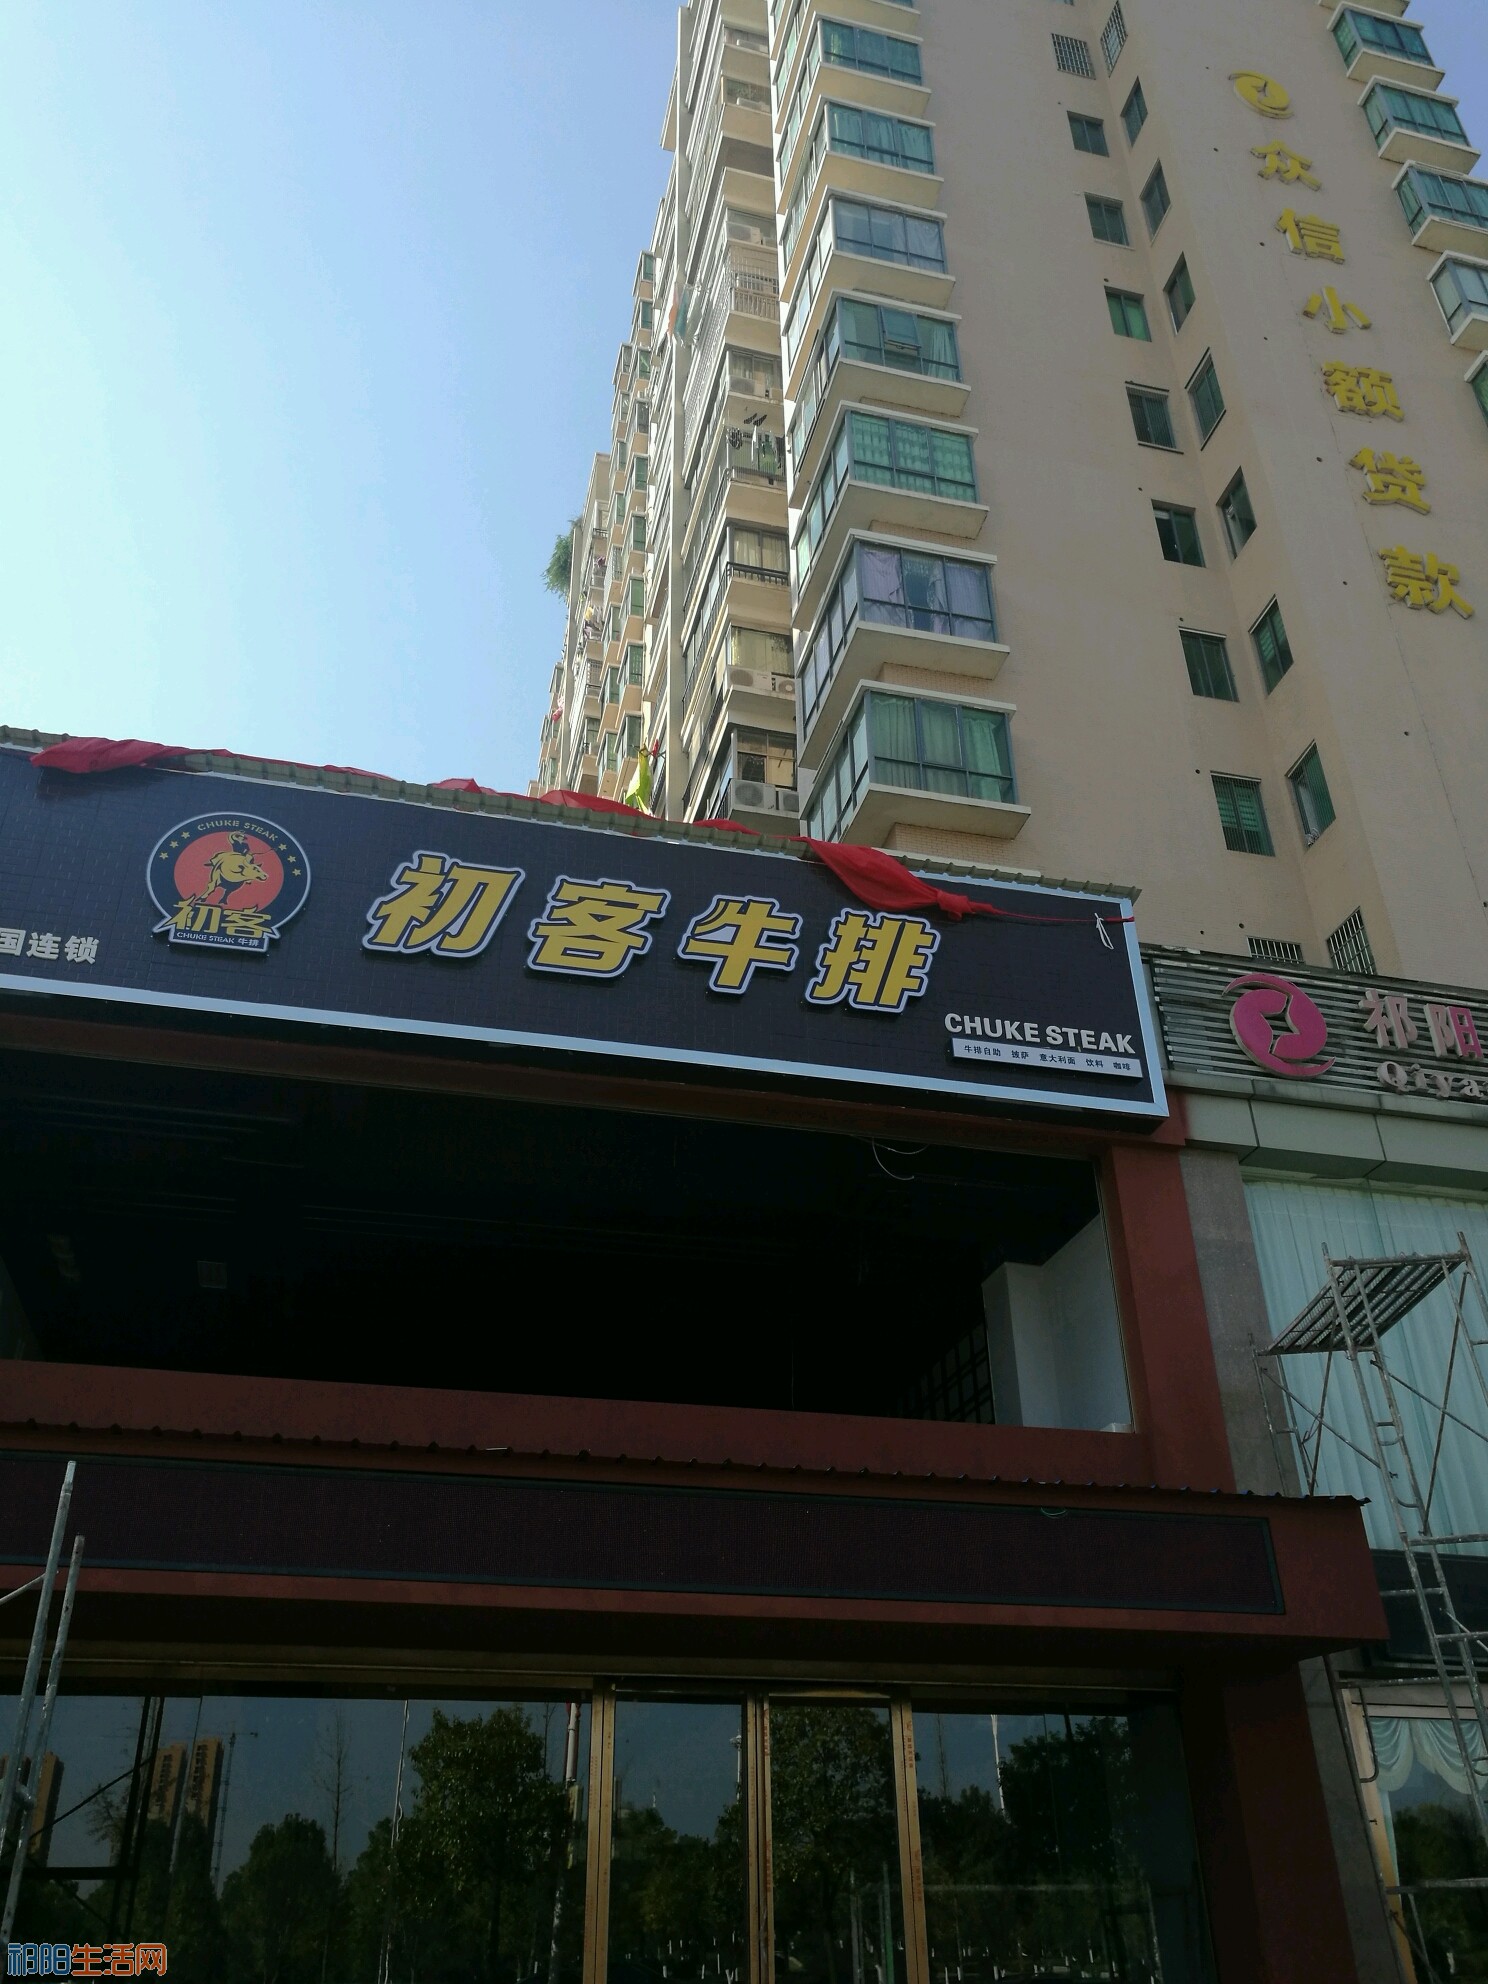 众信小额贷款
CHUKE STEAK
初客
CHUKE STEAK 牛排
国连锁
初客牛排
CHUKE STEAK
牛排自助 披萨 意大利面 饮料 咖啡
祁阳
Qiya
祁阳生活网